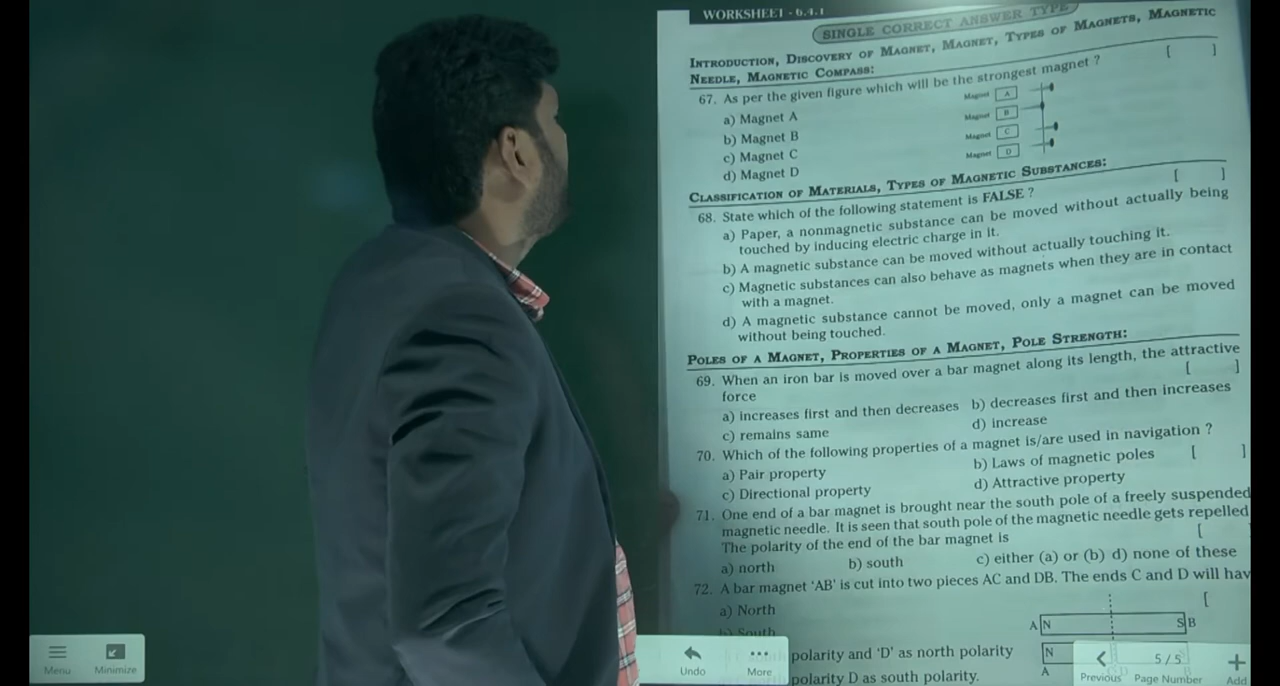 WORKSHEET - 6.4.1
SINGLE CORRECT ANSWER TYPE
INTRODUCTION, DISCOVERY OF MAGNET, MAGNET, TYPES OF MAGNETS, MAGNETIC
NEEDLE, MAGNETIC COMPASS:
67. As per the given figure which will be the strongest magnet ? [ ]
a) Magnet A
b) Magnet B
c) Magnet C
d) Magnet D
Magnet A
Magnet B
Magnet C
Magnet D
CLASSIFICATION OF MATERIALS, TYPES OF MAGNETIC SUBSTANCES:
68. State which of the following statement is FALSE ? [ ]
a) Paper, a nonmagnetic substance can be moved without actually being
touched by inducing electric charge in it.
b) A magnetic substance can be moved without actually touching it.
c) Magnetic substances can also behave as magnets when they are in contact
with a magnet.
d) A magnetic substance cannot be moved, only a magnet can be moved
without being touched.
POLES OF A MAGNET, PROPERTIES OF A MAGNET, POLE STRENGTH:
69. When an iron bar is moved over a bar magnet along its length, the attractive
force [ ]
a) increases first and then decreases b) decreases first and then increases
c) remains same d) increase
70. Which of the following properties of a magnet is/are used in navigation ?
a) Pair property b) Laws of magnetic poles [ ]
c) Directional property d) Attractive property
71. One end of a bar magnet is brought near the south pole of a freely suspended
magnetic needle. It is seen that south pole of the magnetic needle gets repelled
The polarity of the end of the bar magnet is [
a) north b) south c) either (a) or (b) d) none of these
72. A bar magnet 'AB' is cut into two pieces AC and DB. The ends C and D will hav
a) North [
A N S B
b) South
polarity and 'D' as north polarity
N
A
polarity D as south polarity.
Menu
Minimize
Undo
More
Previous
5 / 5
Page Number
Add